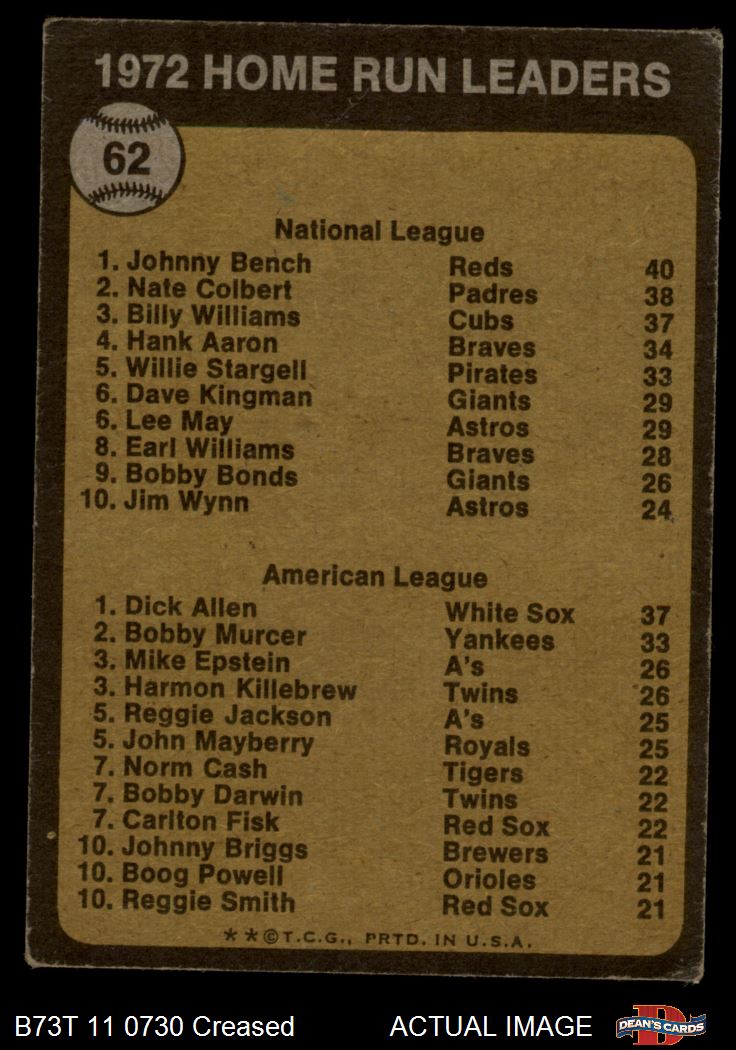 1972 HOME RUN LEADERS
62
National League
1. Johnny Bench Reds 40
2. Nate Colbert Padres 38
3. Billy Williams Cubs 37
4. Hank Aaron Braves 34
5. Willie Stargell Pirates 33
6. Dave Kingman Giants 29
6. Lee May Astros 29
8. Earl Williams Braves 28
9. Bobby Bonds Giants 26
10. Jim Wynn Astros 24
American League
1. Dick Allen White Sox 37
2. Bobby Murcer Yankees 33
3. Mike Epstein A's 26
3. Harmon Killebrew Twins 26
5. Reggie Jackson A's 25
5. John Mayberry Royals 25
7. Norm Cash Tigers 22
7. Bobby Darwin Twins 22
7. Carlton Fisk Red Sox 22
10. Johnny Briggs Brewers 21
10. Boog Powell Orioles 21
10. Reggie Smith Red Sox 21
**©T.C.G., PRTD. IN U.S.A.
B73T 11 0730 Creased ACTUAL IMAGE
D
DEAN'S CARDS